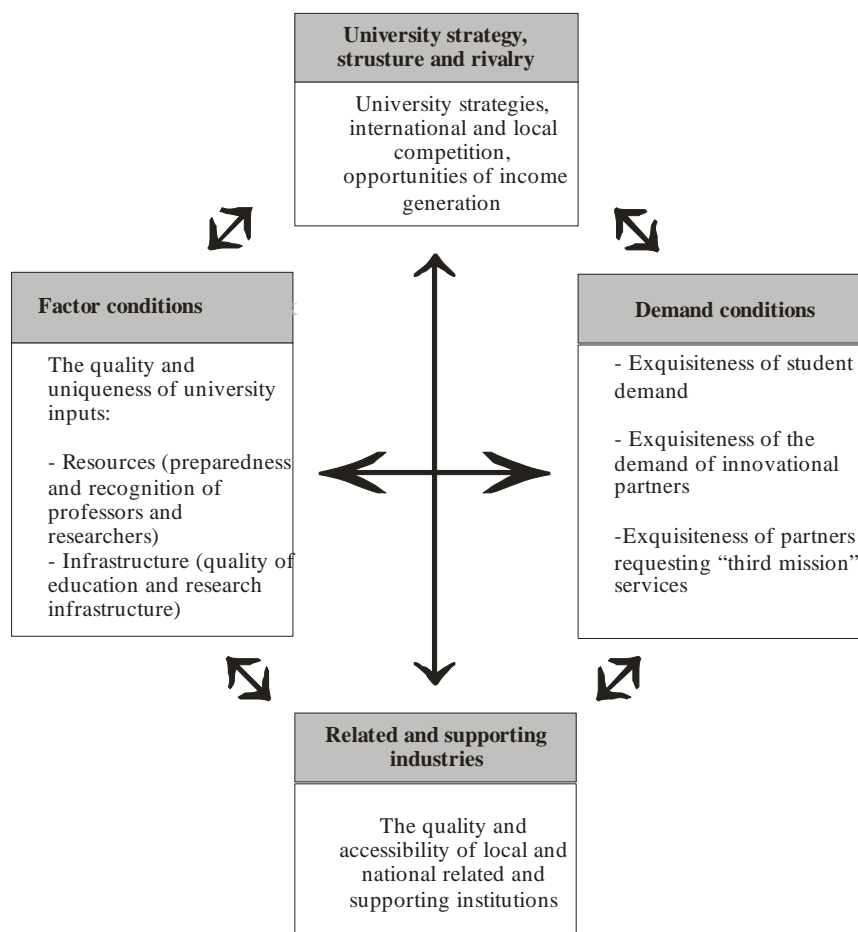 University strategy,
strusture and rivalry
University strategies,
international and local
competition,
opportunities of income
generation
Factor conditions
The quality and
uniqueness of university
inputs:
- Resources (preparedness
and recognition of
professors and
researchers)
- Infrastructure (quality of
education and research
infrastructure)
Demand conditions
- Exquisiteness of student
demand
- Exquisiteness of the
demand of innovational
partners
-Exquisiteness of partners
requesting “third mission”
services
Related and supporting
industries
The quality and
accessibility of local and
national related and
supporting institutions